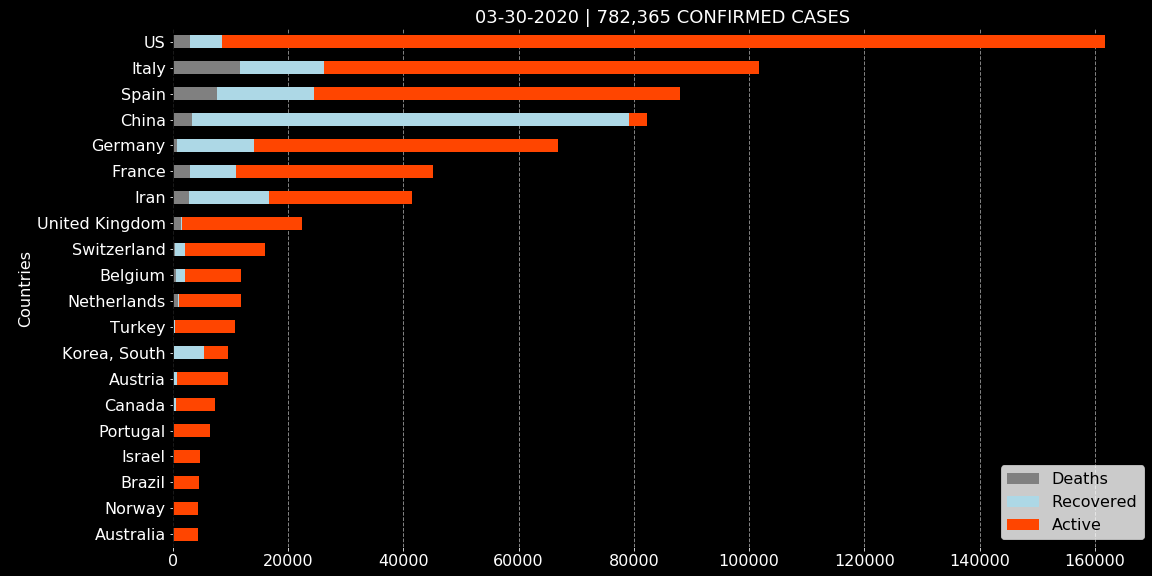 03-30-2020 | 782,365 CONFIRMED CASES
Countries
US
Italy
Spain
China
Germany
France
Iran
United Kingdom
Switzerland
Belgium
Netherlands
Turkey
Korea, South
Austria
Canada
Portugal
Israel
Brazil
Norway
Australia
0 20000 40000 60000 80000 100000 120000 140000 160000
Deaths
Recovered
Active